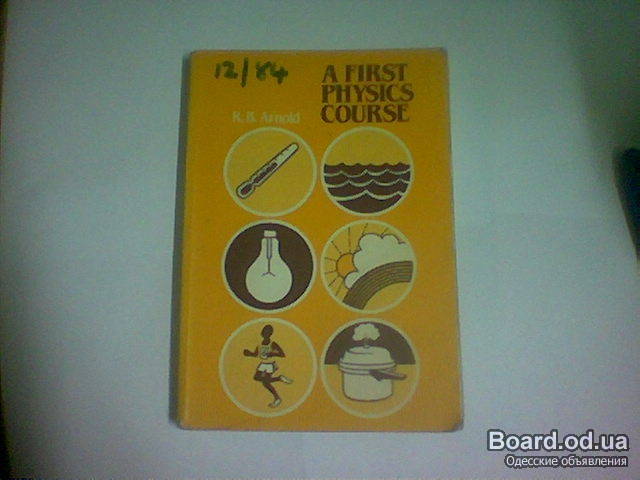 12/84
A FIRST
PHYSICS
COURSE
R. B. Arnold
Board.od.ua
Одесские объявления